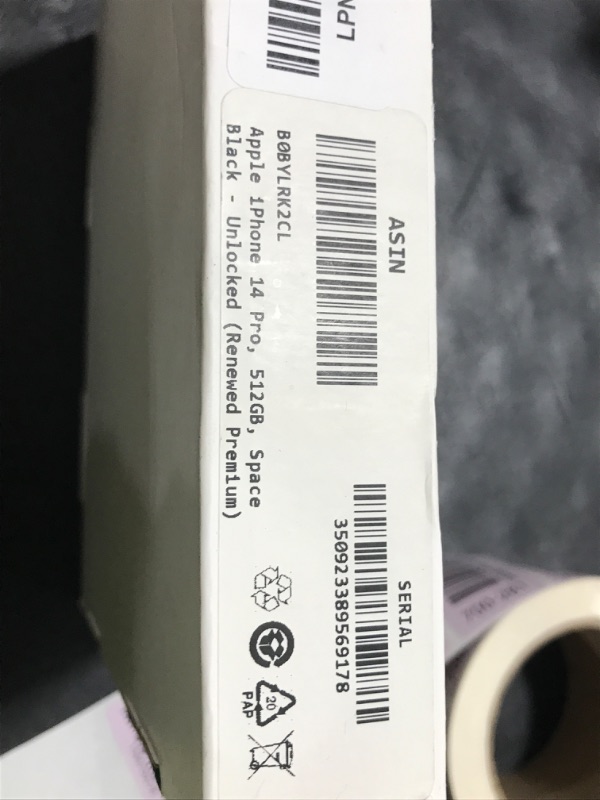 LPN
ASIN
B0BYLRK2CL
Apple iPhone 14 Pro, 512GB, Space
Black - Unlocked (Renewed Premium)
SERIAL
350923389569178
20
PAP